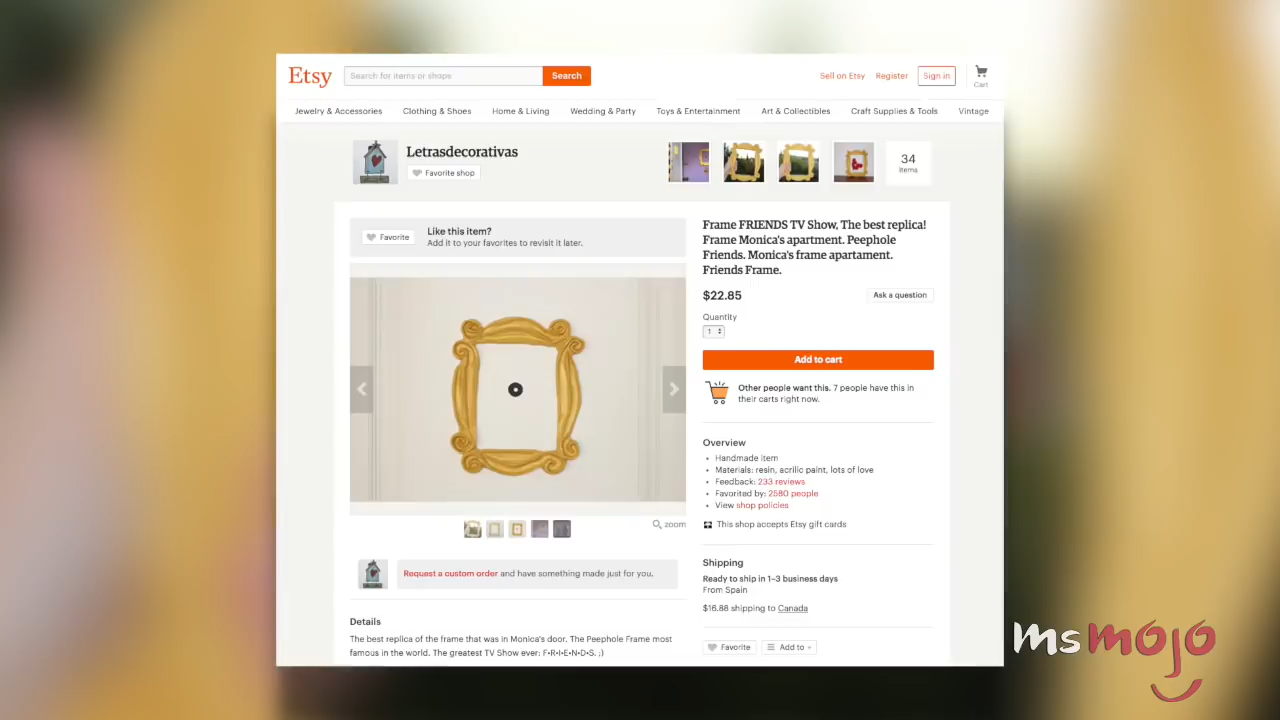 Etsy
Search for items or shops
Search
Sell on Etsy
Register
Sign in
Cart
Jewelry & Accessories
Clothing & Shoes
Home & Living
Wedding & Party
Toys & Entertainment
Art & Collectibles
Craft Supplies & Tools
Vintage
Letrasdecorativas
Favorite shop
34
items
Favorite
Like this item?
Add it to your favorites to revisit it later.
zoom
Request a custom order and have something made just for you.
Details
The best replica of the frame that was in Monica's door. The Peephole Frame most
famous in the world. The greatest TV Show ever: F•R•I•E•N•D•S. ;)
Frame FRIENDS TV Show, The best replica!
Frame Monica's apartment. Peephole
Friends. Monica's frame apartament.
Friends Frame.
$22.85
Ask a question
Quantity
1
Add to cart
Other people want this. 7 people have this in
their carts right now.
Overview
• Handmade item
• Materials: resin, acrilic paint, lots of love
• Feedback: 233 reviews
• Favorited by: 2580 people
• View shop policies
This shop accepts Etsy gift cards
Shipping
Ready to ship in 1–3 business days
From Spain
$16.88 shipping to Canada
Favorite
Add to
msmojo